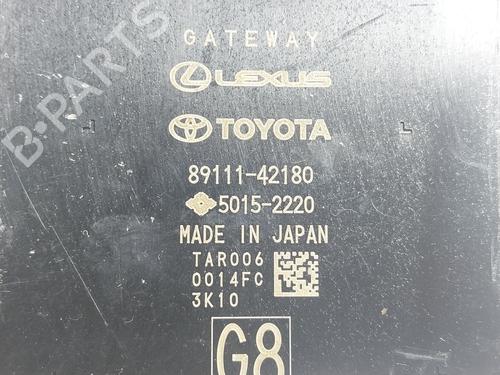 GATEWAY
LEXUS
TOYOTA
89111-42180
5015-2220
MADE IN JAPAN
TAR006
0014FC
3K10
G8
B-PARTS